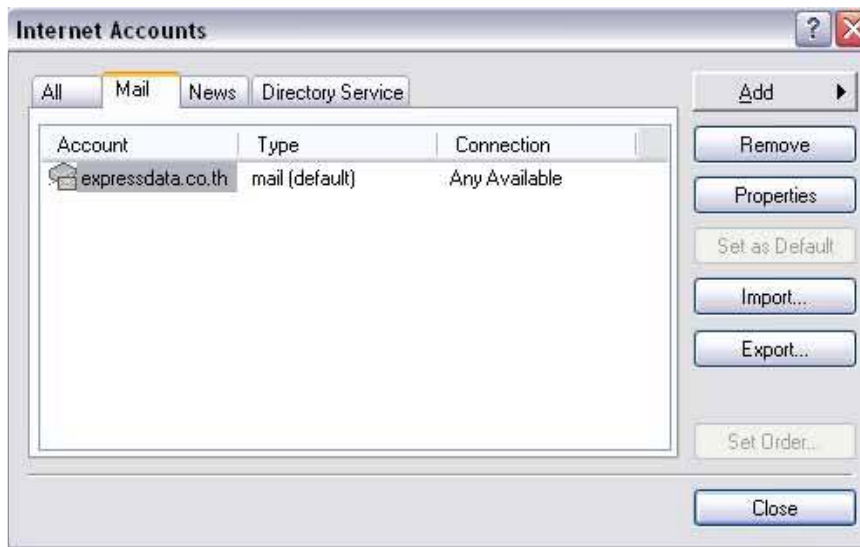 Internet Accounts
All Mail News Directory Service
Add
Account Type Connection
Remove
expressdata.co.th mail (default) Any Available
Properties
Set as Default
Import...
Export...
Set Order...
Close